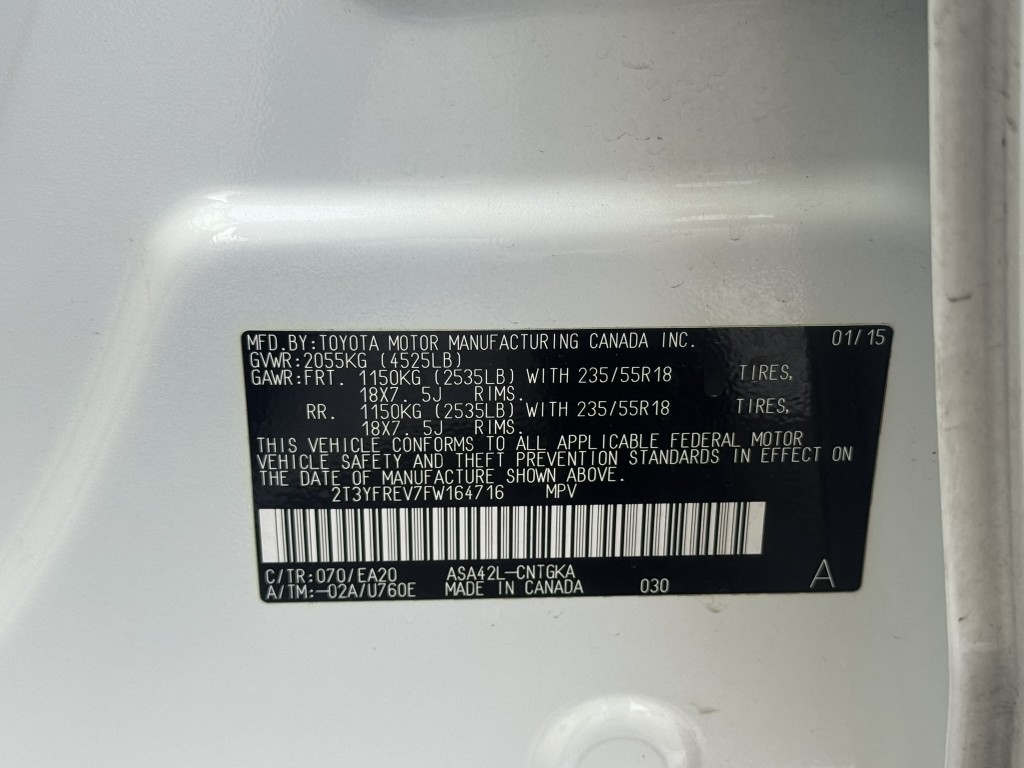 MFD.BY:TOYOTA MOTOR MANUFACTURING CANADA INC. 01/15
GVWR:2055KG (4525LB)
GAWR:FRT. 1150KG (2535LB) WITH 235/55R18 TIRES,
18X7. 5J RIMS.
RR. 1150KG (2535LB) WITH 235/55R18 TIRES,
18X7. 5J RIMS.
THIS VEHICLE CONFORMS TO ALL APPLICABLE FEDERAL MOTOR
VEHICLE SAFETY AND THEFT PREVENTION STANDARDS IN EFFECT ON
THE DATE OF MANUFACTURE SHOWN ABOVE.
2T3YFREV7FW164716 MPV
C/TR:070/EA20 ASA42L-CNTGKA A
A/TM:-02A/U760E MADE IN CANADA 030